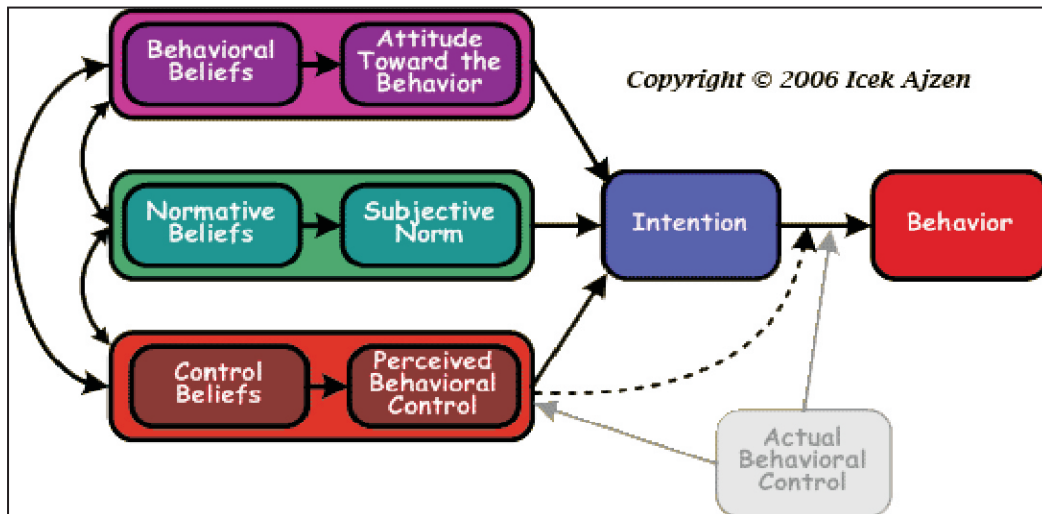 Behavioral
Beliefs
Attitude
Toward the
Behavior
Copyright © 2006 Icek Ajzen
Normative
Beliefs
Subjective
Norm
Intention
Behavior
Control
Beliefs
Perceived
Behavioral
Control
Actual
Behavioral
Control